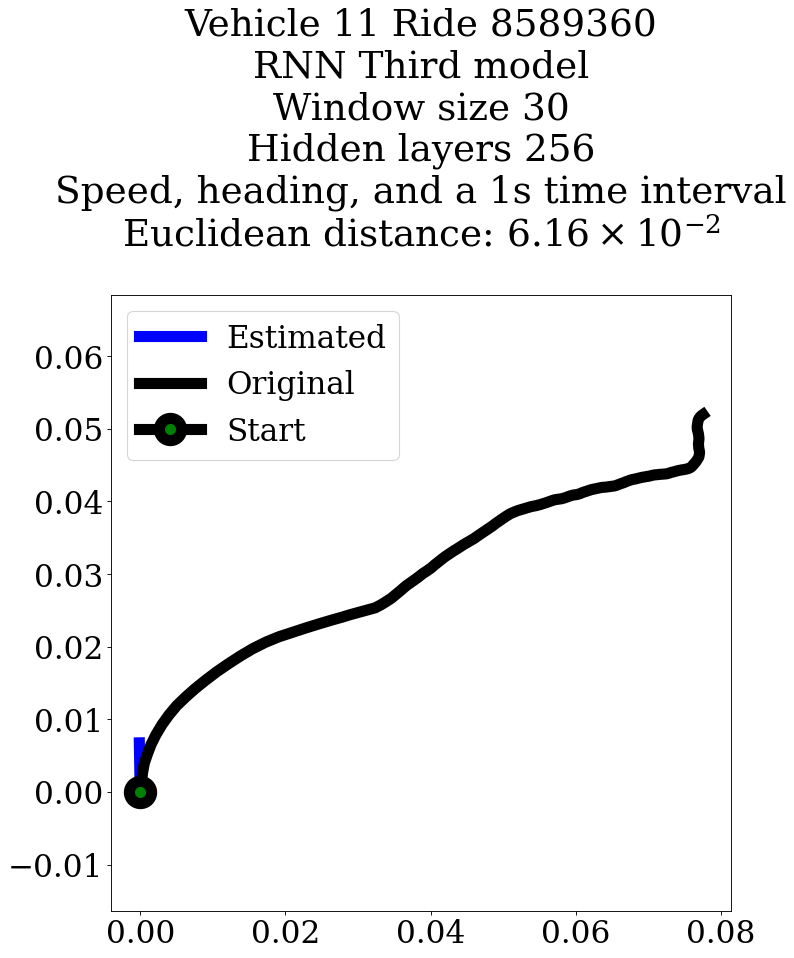 Vehicle 11 Ride 8589360
RNN Third model
Window size 30
Hidden layers 256
Speed, heading, and a 1s time interval
Euclidean distance: 6.16 × 10⁻²
Estimated
Original
Start
0.06
0.05
0.04
0.03
0.02
0.01
0.00
−0.01
0.00 0.02 0.04 0.06 0.08